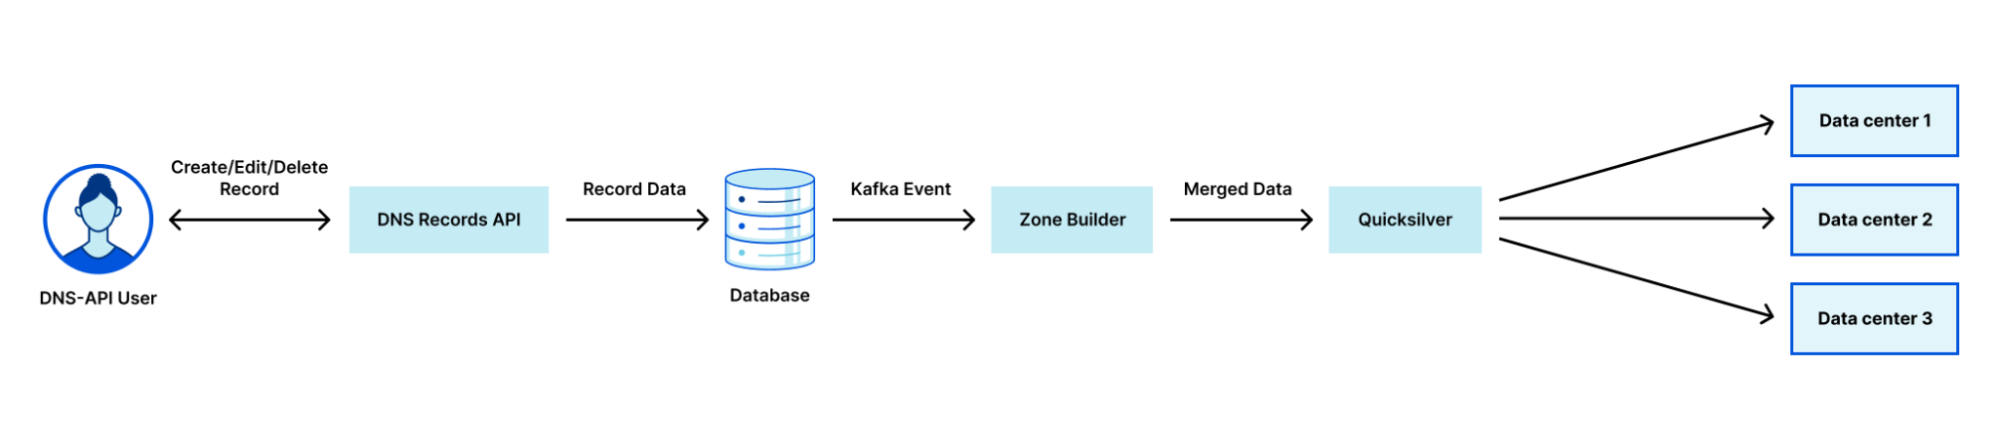 Create/Edit/Delete
Record
DNS-API User
DNS Records API
Record Data
Database
Kafka Event
Zone Builder
Merged Data
Quicksilver
Data center 1
Data center 2
Data center 3